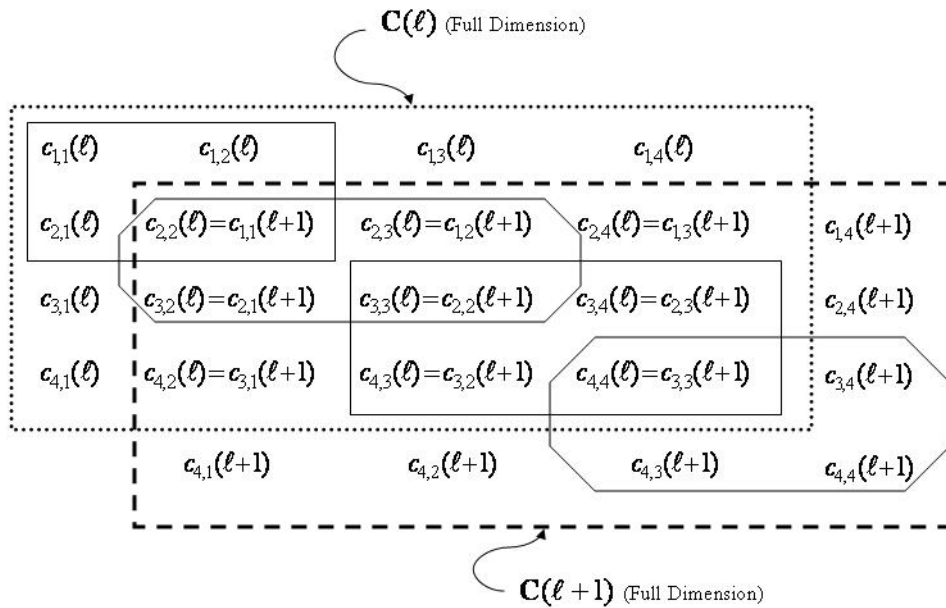 C(ℓ) (Full Dimension)
c₁,₁(ℓ) c₁,₂(ℓ) c₁,₃(ℓ) c₁,₄(ℓ)
c₂,₁(ℓ) c₂,₂(ℓ)=c₁,₁(ℓ+1) c₂,₃(ℓ)=c₁,₂(ℓ+1) c₂,₄(ℓ)=c₁,₃(ℓ+1) c₁,₄(ℓ+1)
c₃,₁(ℓ) c₃,₂(ℓ)=c₂,₁(ℓ+1) c₃,₃(ℓ)=c₂,₂(ℓ+1) c₃,₄(ℓ)=c₂,₃(ℓ+1) c₂,₄(ℓ+1)
c₄,₁(ℓ) c₄,₂(ℓ)=c₃,₁(ℓ+1) c₄,₃(ℓ)=c₃,₂(ℓ+1) c₄,₄(ℓ)=c₃,₃(ℓ+1) c₃,₄(ℓ+1)
c₄,₁(ℓ+1) c₄,₂(ℓ+1) c₄,₃(ℓ+1) c₄,₄(ℓ+1)
C(ℓ+1) (Full Dimension)